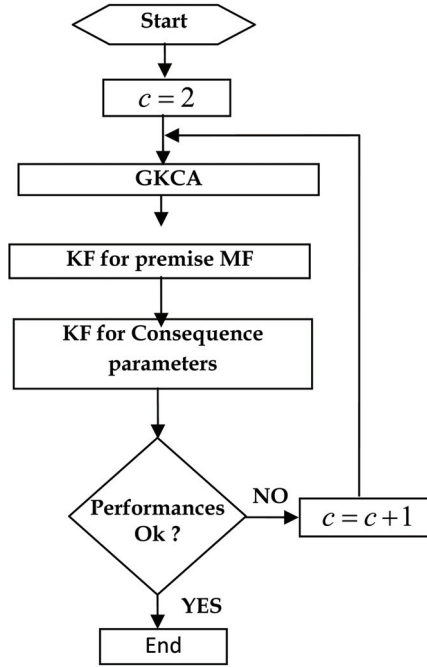 Start
c = 2
GKCA
KF for premise MF
KF for Consequence
parameters
Performances
Ok ?
NO
c = c + 1
YES
End